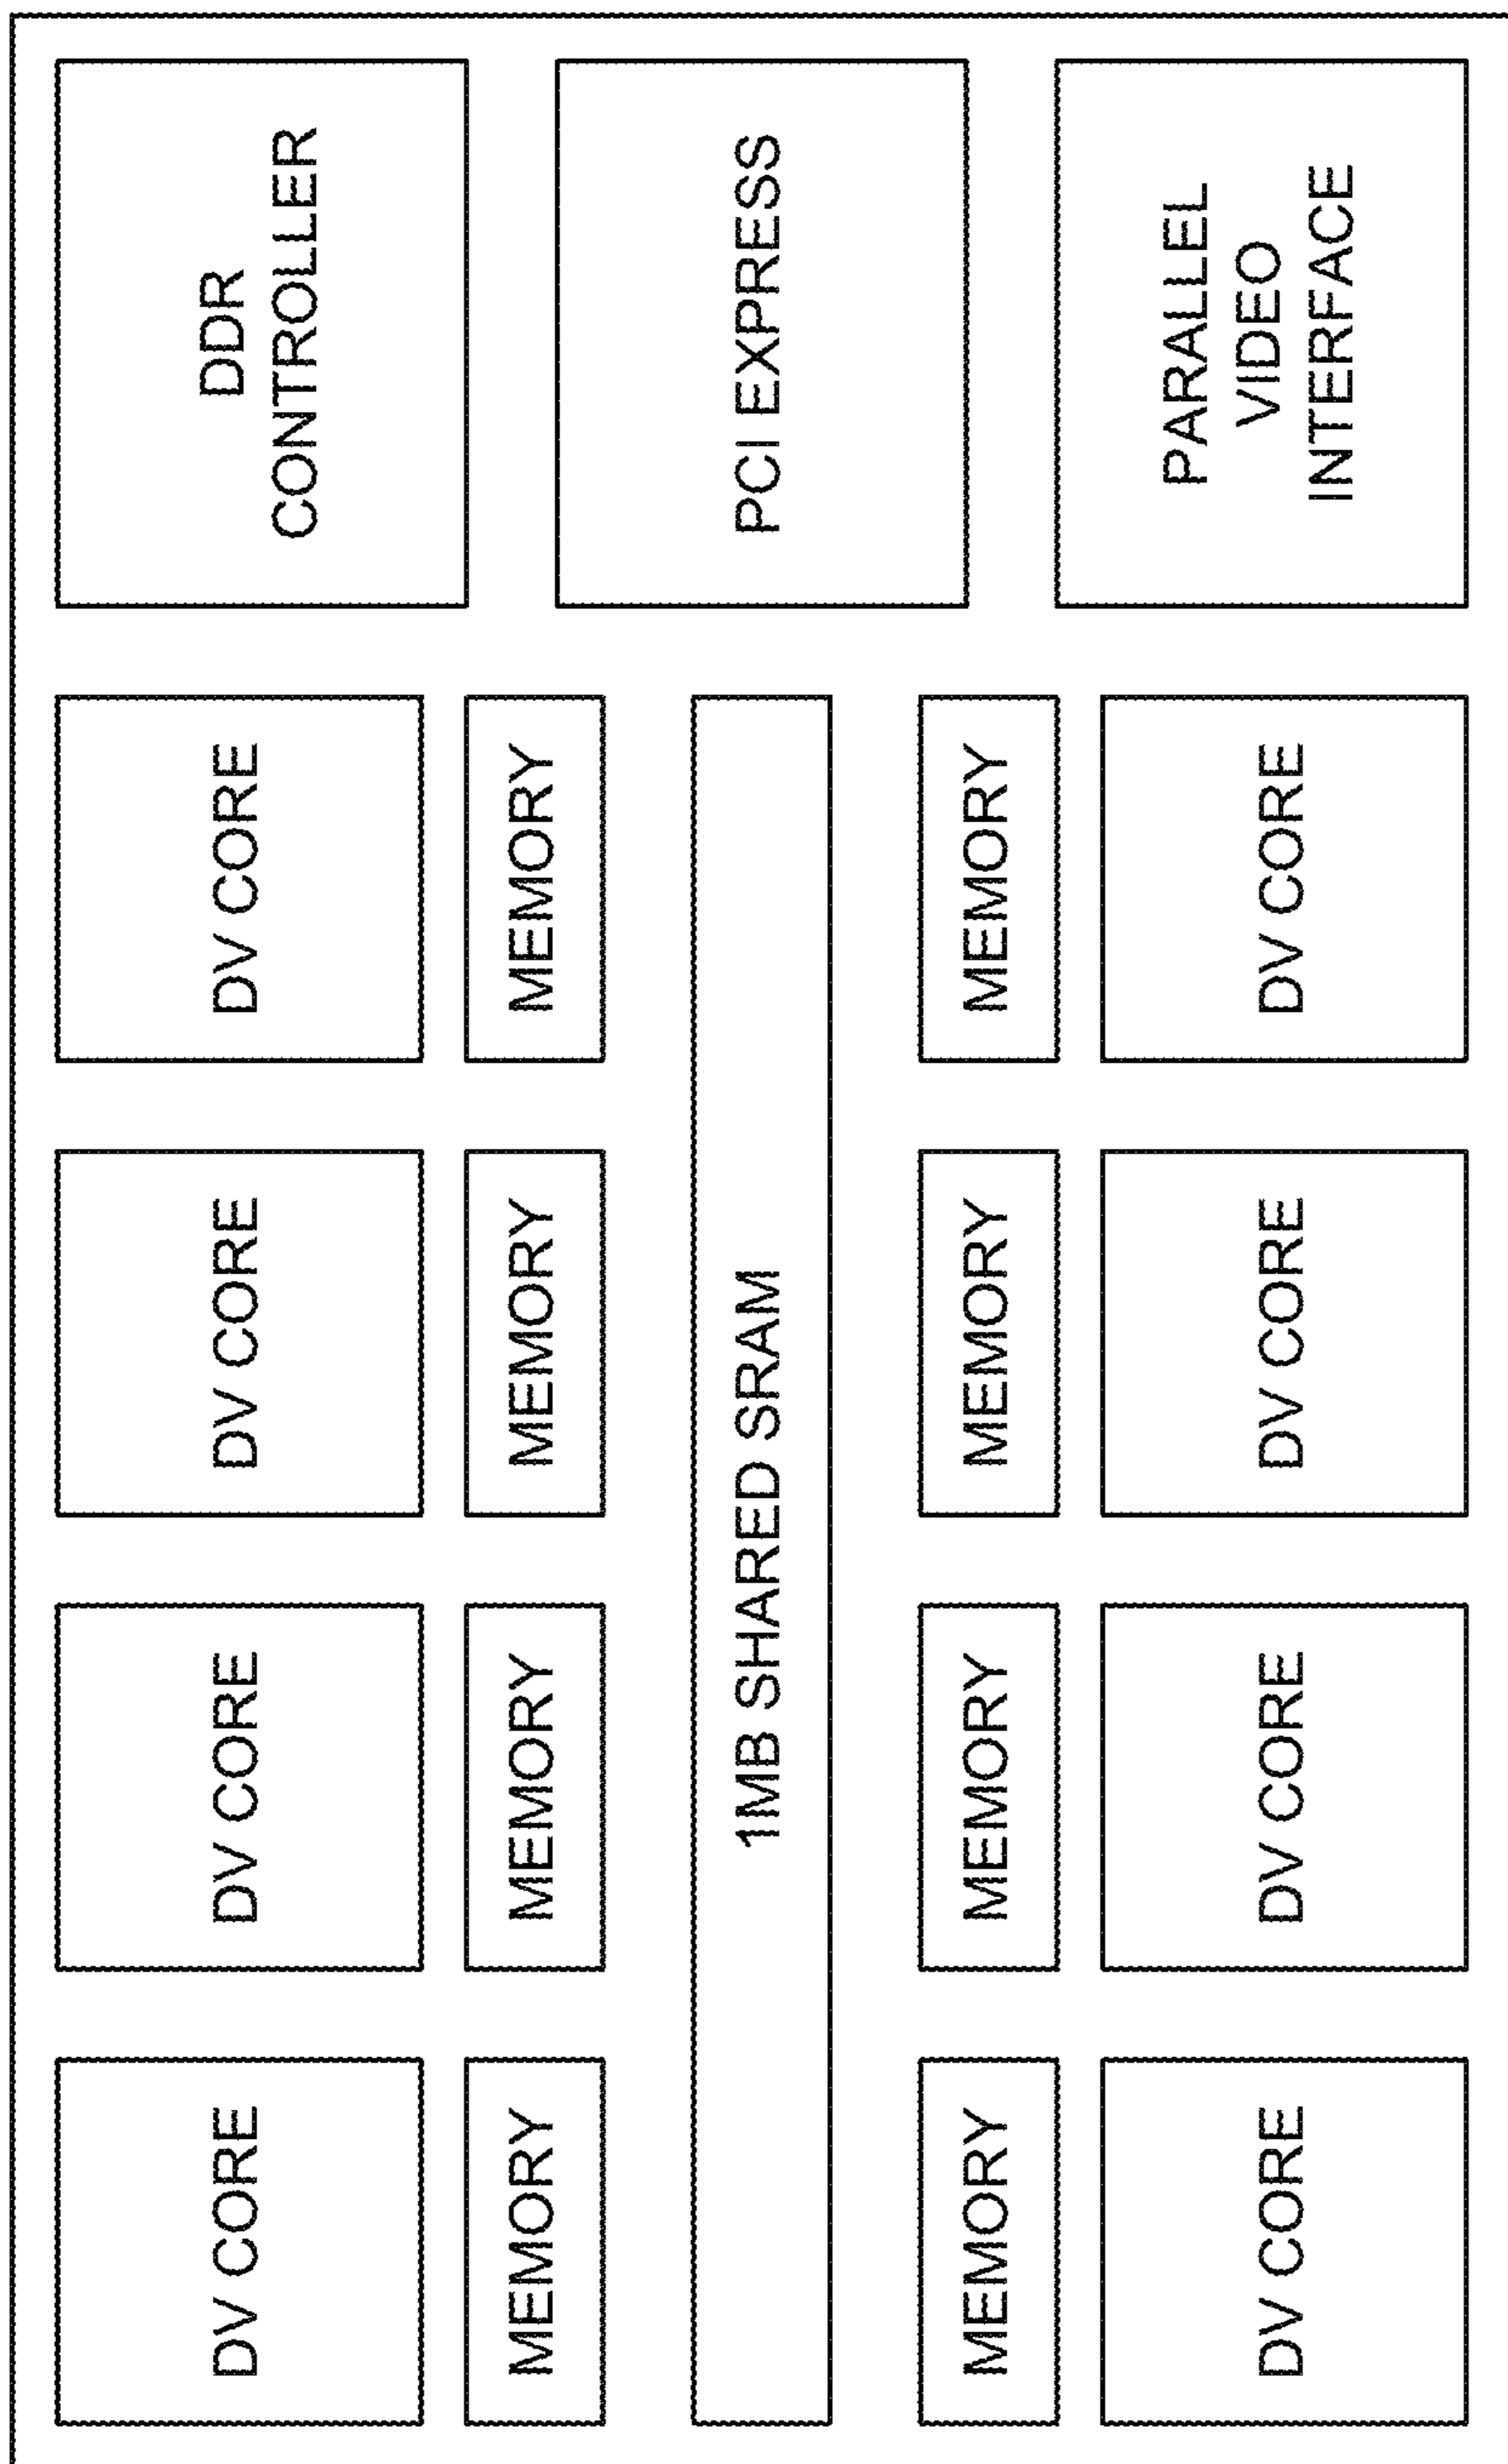 DV CORE
DV CORE
DV CORE
DV CORE
DDR
CONTROLLER
MEMORY
MEMORY
MEMORY
MEMORY
1MB SHARED SRAM
PCI EXPRESS
MEMORY
MEMORY
MEMORY
MEMORY
DV CORE
DV CORE
DV CORE
DV CORE
PARALLEL
VIDEO
INTERFACE